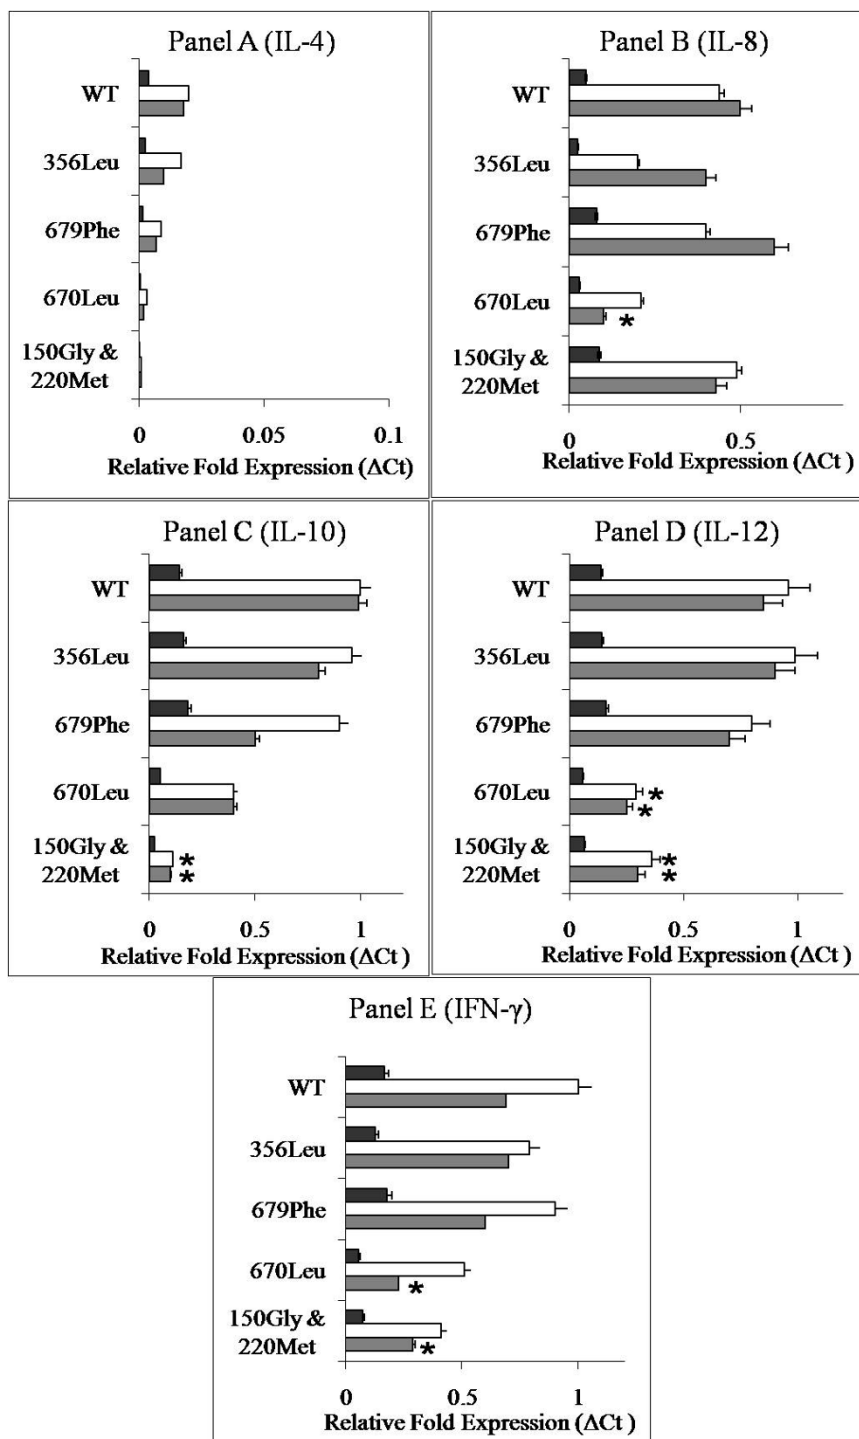 Panel A (IL-4)
WT
356Leu
679Phe
670Leu
150Gly &
220Met
0 0.05 0.1
Relative Fold Expression (ΔCt)
Panel B (IL-8)
WT
356Leu
679Phe
670Leu
*
150Gly &
220Met
0 0.5
Relative Fold Expression (ΔCt )
Panel C (IL-10)
WT
356Leu
679Phe
670Leu
150Gly &
*
220Met
*
0 0.5 1
Relative Fold Expression (ΔCt )
Panel D (IL-12)
WT
356Leu
679Phe
670Leu
*
*
150Gly &
*
220Met
*
0 0.5 1
Relative Fold Expression (ΔCt )
Panel E (IFN-γ)
WT
356Leu
679Phe
670Leu
*
150Gly &
220Met
*
0 0.5 1
Relative Fold Expression (ΔCt )